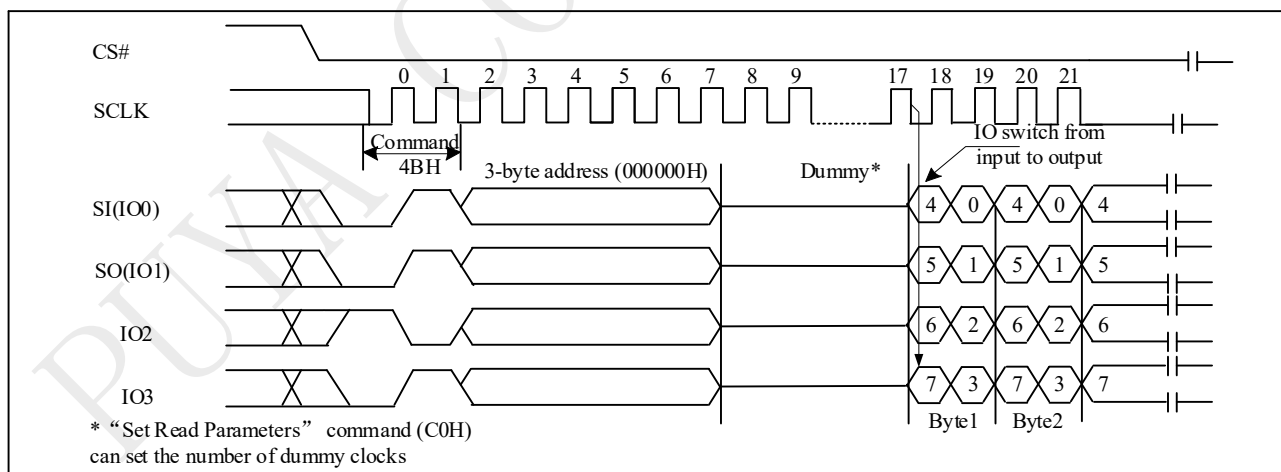 PUYA CO
CS#
0 1 2 3 4 5 6 7 8 9 17 18 19 20 21
SCLK
Command
4BH
IO switch from
input to output
3-byte address (000000H)
Dummy*
SI(IO0)
4 0 4 0 4
SO(IO1)
5 1 5 1 5
IO2
6 2 6 2 6
IO3
7 3 7 3 7
Byte1 Byte2
* “Set Read Parameters” command (C0H)
can set the number of dummy clocks